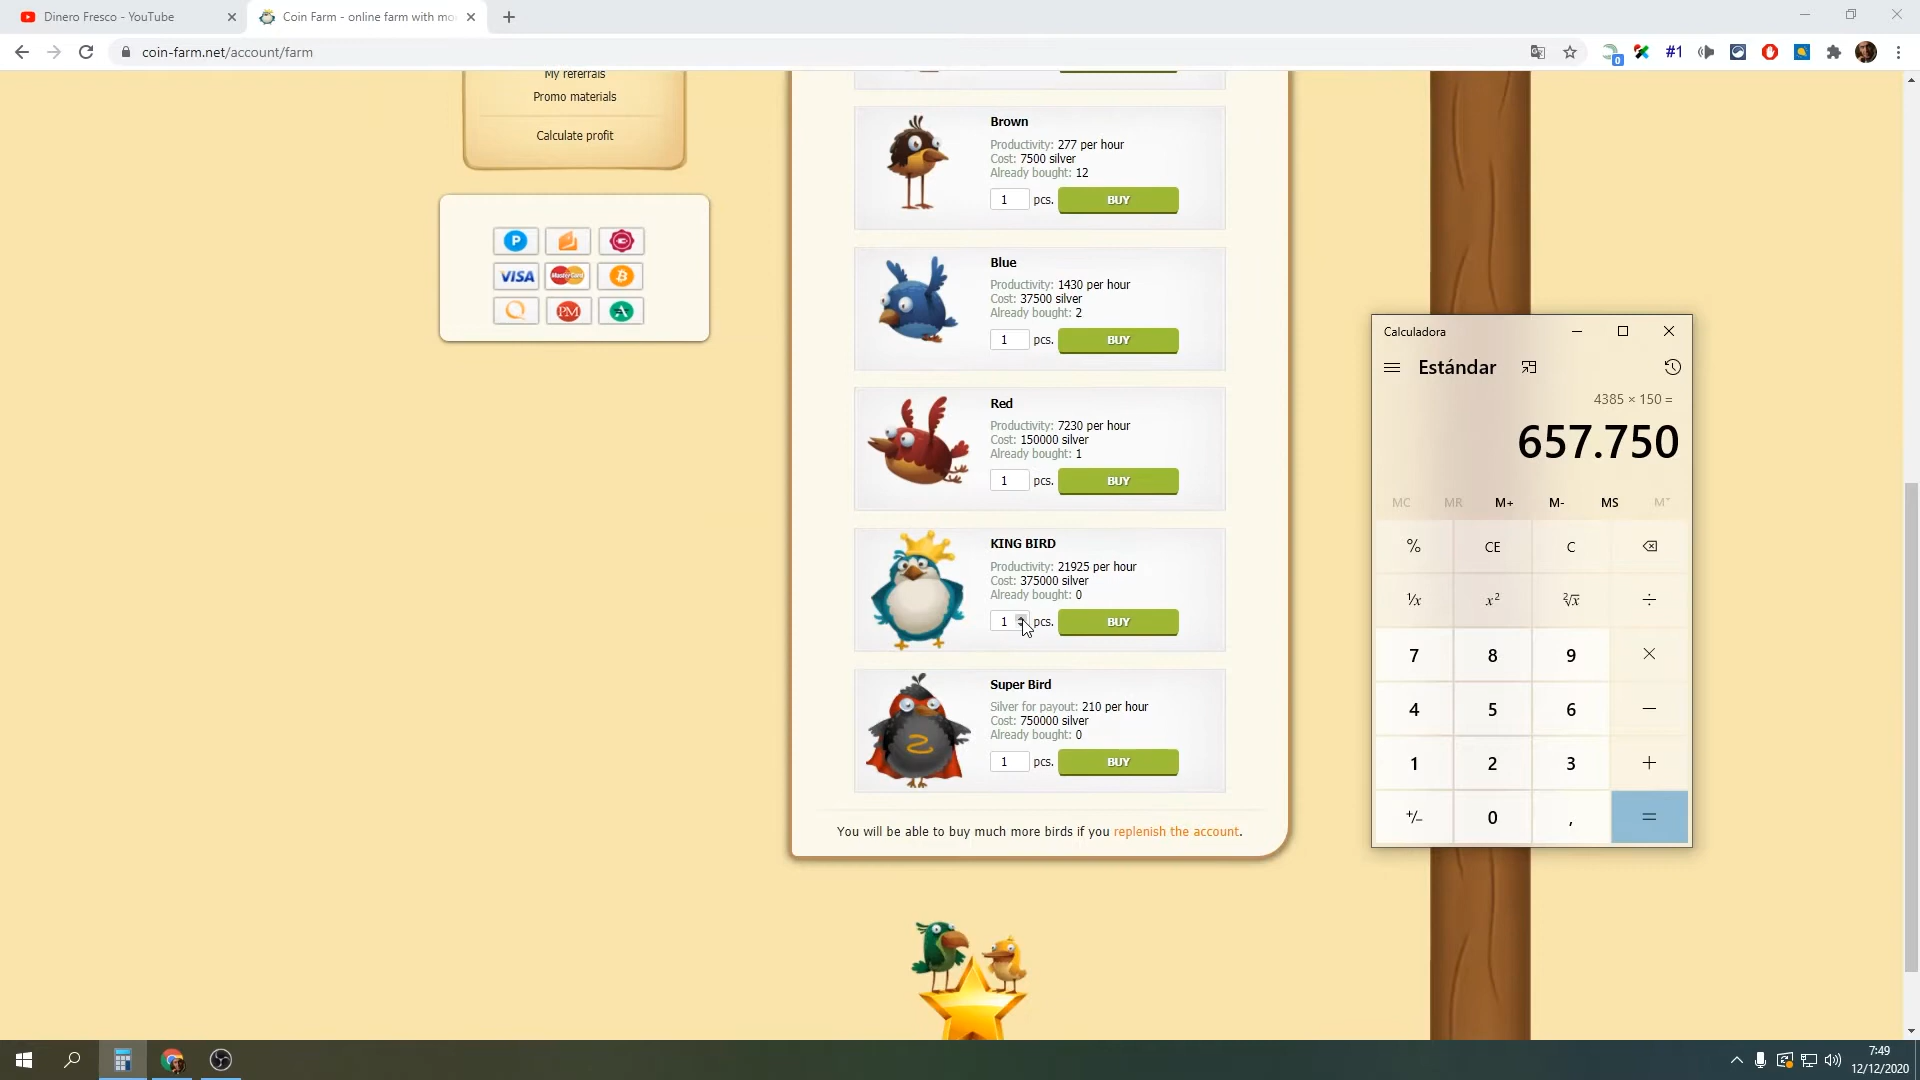 Dinero Fresco - YouTube
Coin Farm - online farm with mo
coin-farm.net/account/farm
0
#1
My referrals
Promo materials
Calculate profit
P
VISA
MasterCard
PM
Brown
Productivity: 277 per hour
Cost: 7500 silver
Already bought: 12
1 pcs. BUY
Blue
Productivity: 1430 per hour
Cost: 37500 silver
Already bought: 2
1 pcs. BUY
Red
Productivity: 7230 per hour
Cost: 150000 silver
Already bought: 1
1 pcs. BUY
KING BIRD
Productivity: 21925 per hour
Cost: 375000 silver
Already bought: 0
1 pcs. BUY
Super Bird
Silver for payout: 210 per hour
Cost: 750000 silver
Already bought: 0
1 pcs. BUY
You will be able to buy much more birds if you replenish the account.
Calculadora
Estándar
4385 × 150 =
657.750
MC MR M+ M- MS M˅
% CE C
¹/x x² ²√x ÷
7 8 9 ×
4 5 6 −
1 2 3 +
+/− 0 , =
7:49
12/12/2020